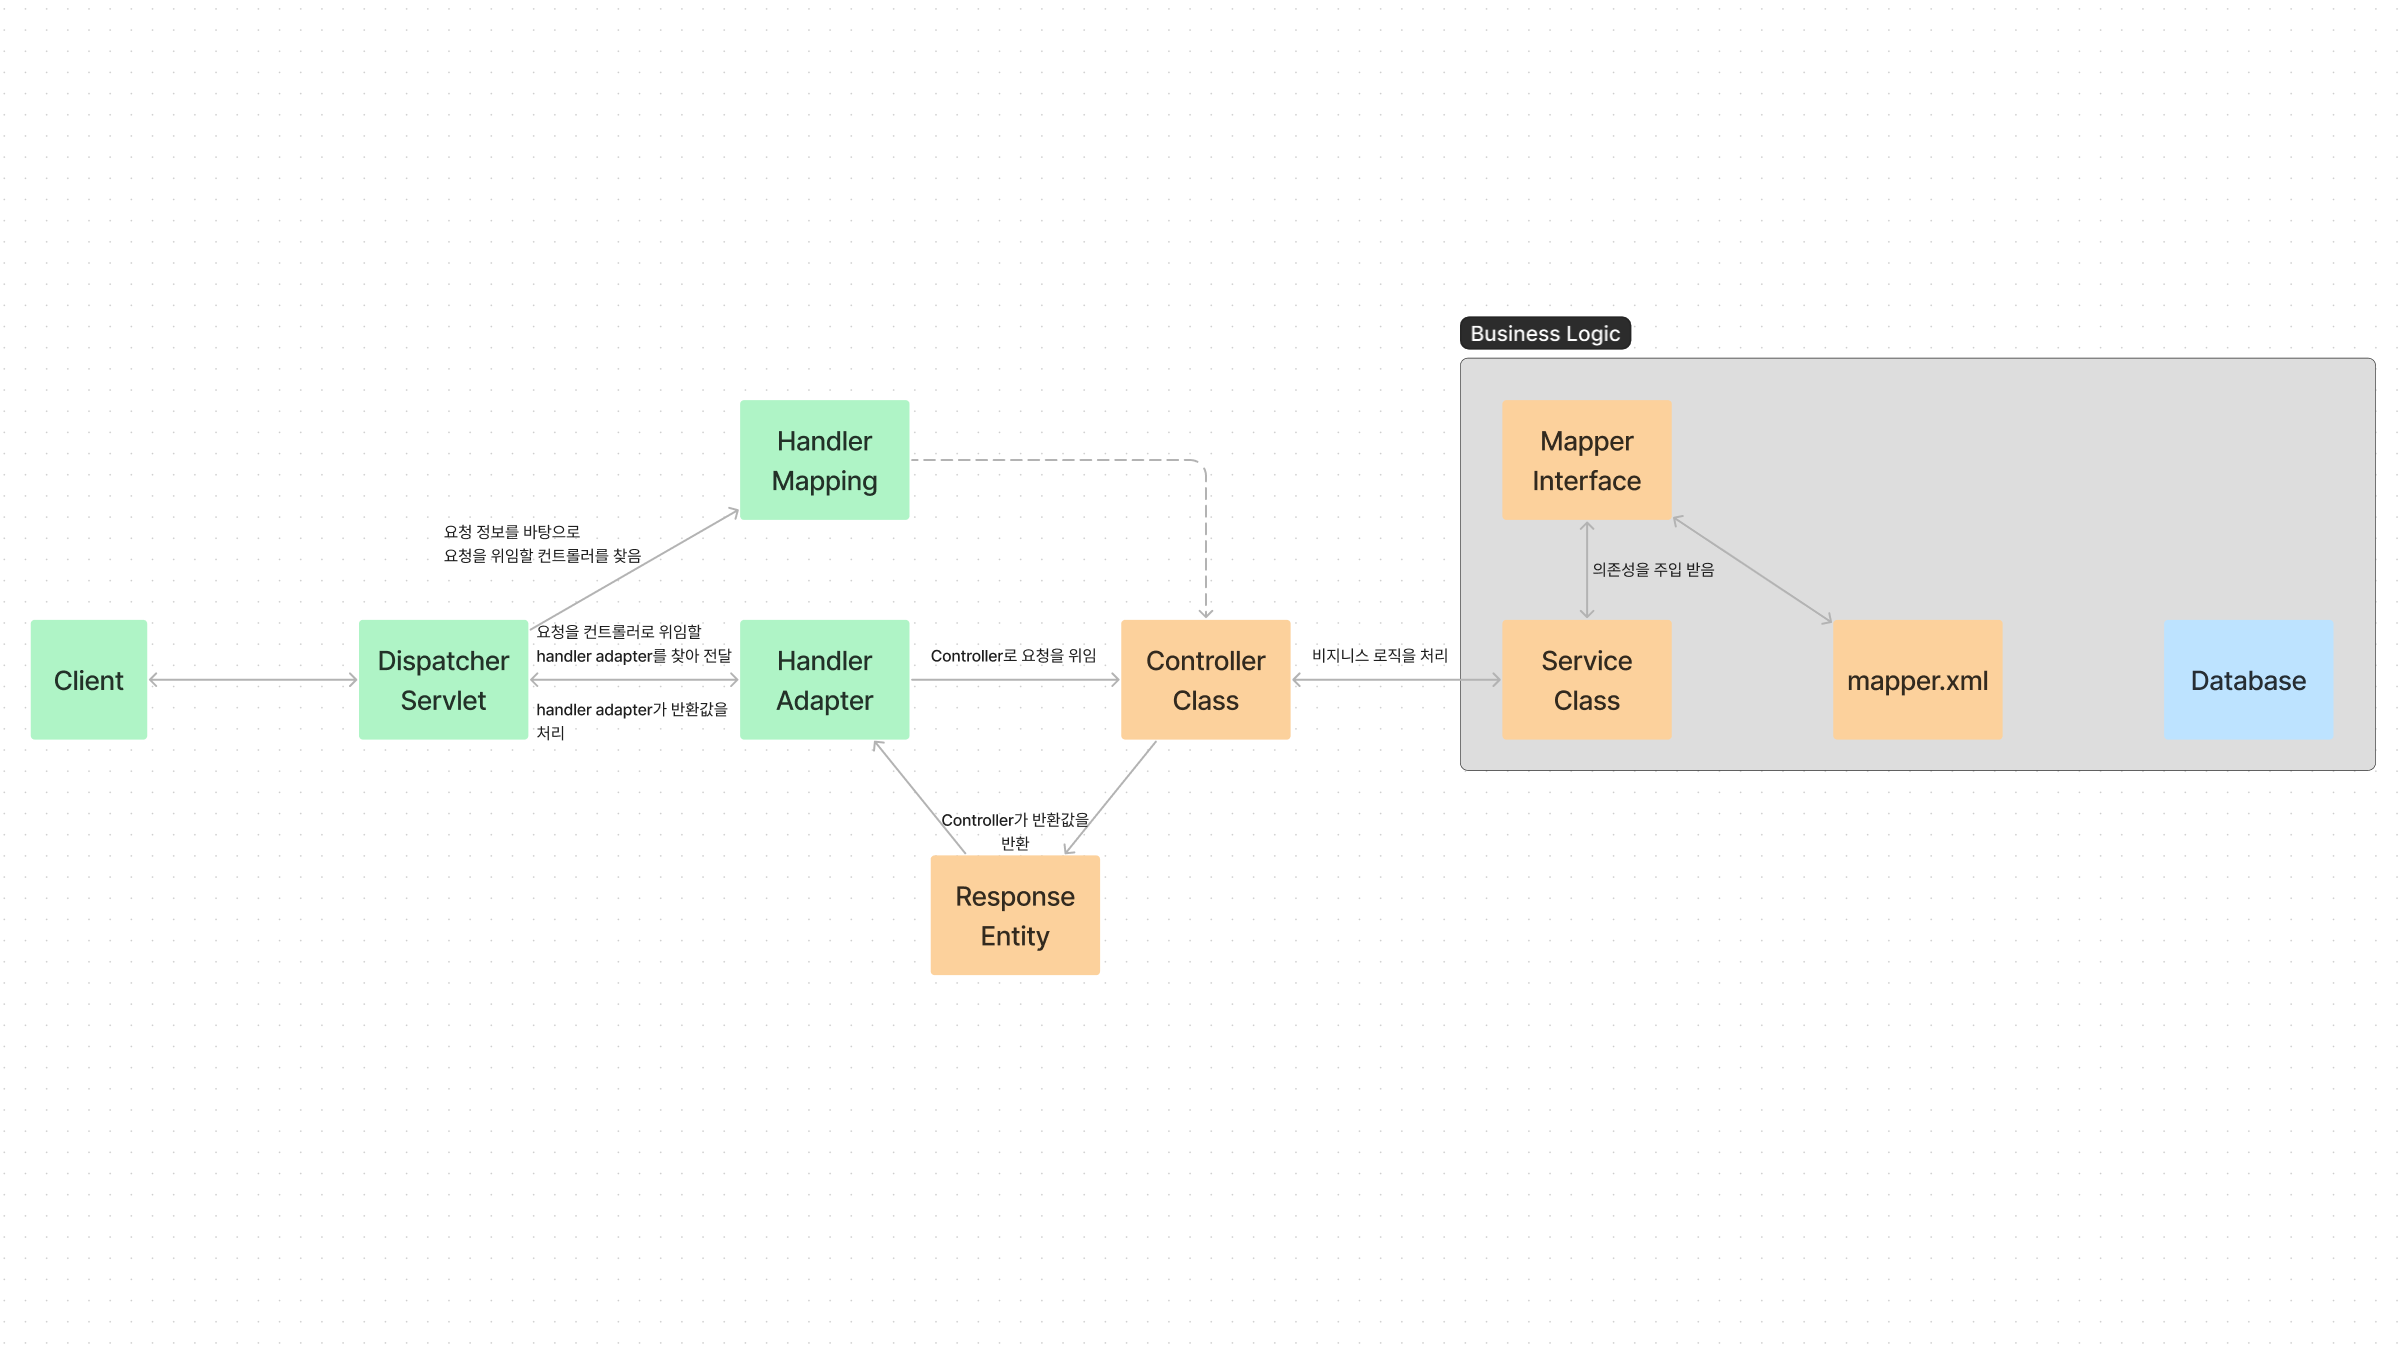 Business Logic
Handler
Mapping
Mapper
Interface
요청 정보를 바탕으로
요청을 위임할 컨트롤러를 찾음
의존성을 주입 받음
Client
Dispatcher
Servlet
요청을 컨트롤러로 위임할
handler adapter를 찾아 전달
handler adapter가 반환값을
처리
Handler
Adapter
Controller로 요청을 위임
Controller
Class
비지니스 로직을 처리
Service
Class
mapper.xml
Database
Controller가 반환값을
반환
Response
Entity